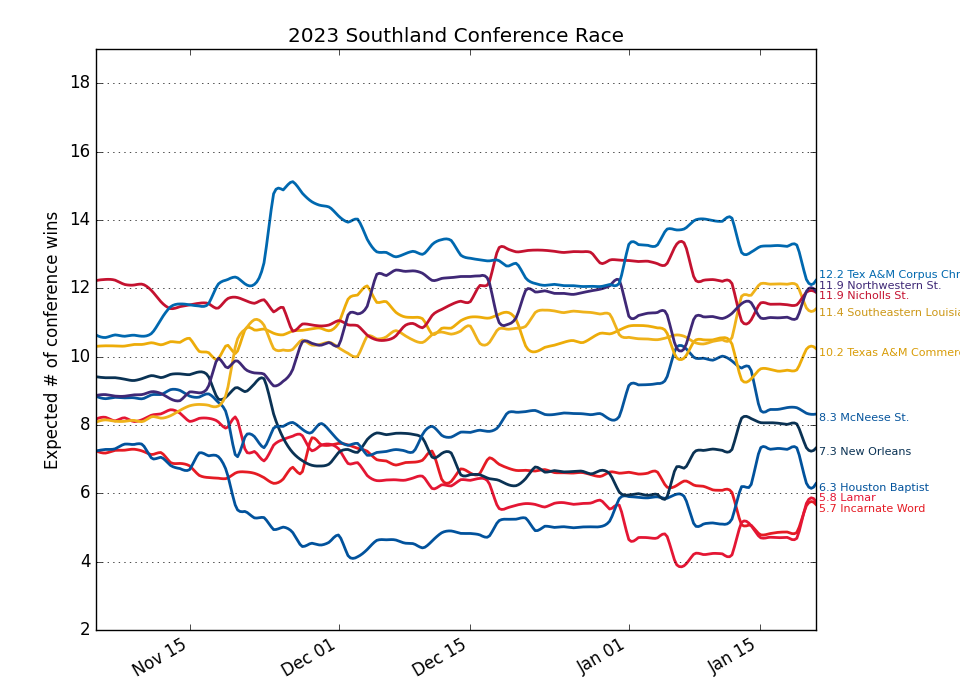 2023 Southland Conference Race
Expected # of conference wins
18
16
14
12
10
8
6
4
2
Nov 15
Dec 01
Dec 15
Jan 01
Jan 15
12.2 Tex A&M Corpus Chr
11.9 Northwestern St.
11.9 Nicholls St.
11.4 Southeastern Louisia
10.2 Texas A&M Commerc
8.3 McNeese St.
7.3 New Orleans
6.3 Houston Baptist
5.8 Lamar
5.7 Incarnate Word